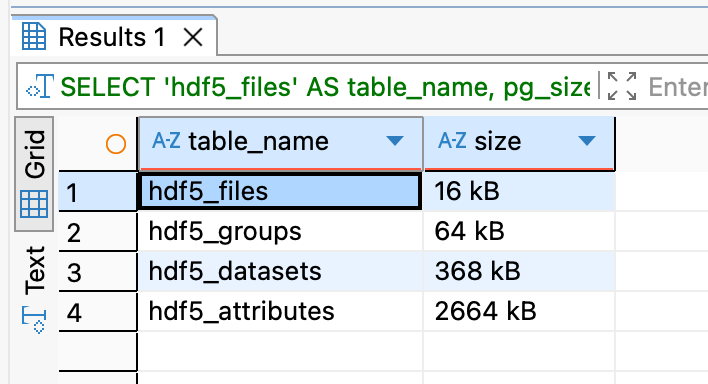 Results 1
SELECT 'hdf5_files' AS table_name, pg_size
Enter
Grid
Text
A-Z table_name A-Z size
1 hdf5_files 16 kB
2 hdf5_groups 64 kB
3 hdf5_datasets 368 kB
4 hdf5_attributes 2664 kB